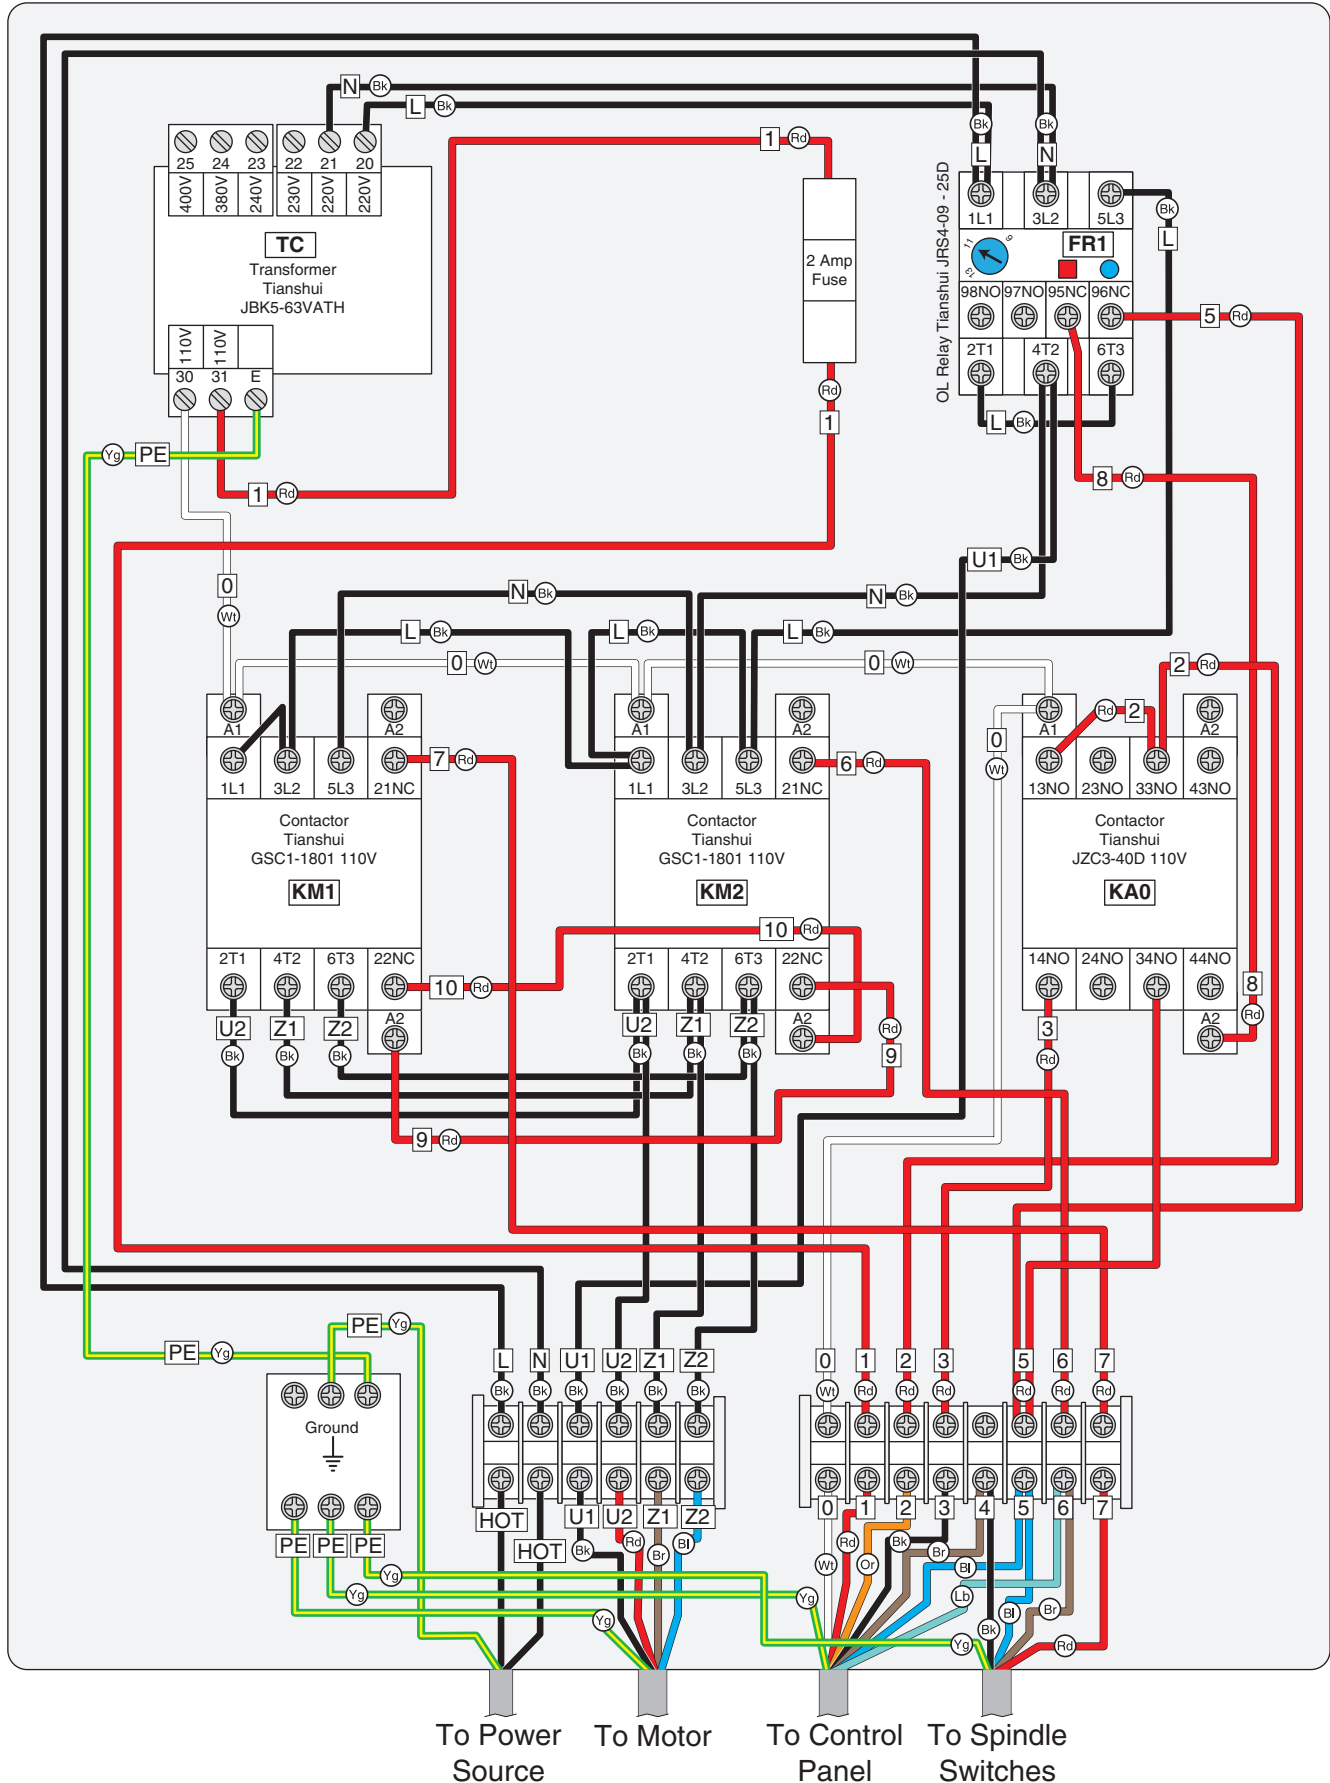 N Bk
L Bk
1 Rd
Bk Bk
L N
25 24 23 22 21 20
400V 380V 240V 230V 220V 220V
TC
Transformer
Tianshui
JBK5-63VATH
110V 110V
30 31 E
Yg PE
1 Rd
2 Amp
Fuse
Rd
1
OL Relay Tianshui JRS4-09 - 25D
1L1 3L2 5L3
Bk
L
FR1
9
11
13
98NO 97NO 95NC 96NC
5 Rd
2T1 4T2 6T3
L Bk
8 Rd
U1 Bk
0
Wt
N Bk
N Bk
L Bk
L Bk
L Bk
0 Wt
0 Wt
2 Rd
Rd 2
0
Wt
A1 A2
7 Rd
1L1 3L2 5L3 21NC
Contactor
Tianshui
GSC1-1801 110V
KM1
2T1 4T2 6T3 22NC
10 Rd
A2
U2 Z1 Z2
Bk Bk Bk
9 Rd
A1 A2
6 Rd
1L1 3L2 5L3 21NC
Contactor
Tianshui
GSC1-1801 110V
KM2
10 Rd
2T1 4T2 6T3 22NC
A2
U2 Z1 Z2
Bk Bk Bk
Rd
9
A1 A2
13NO 23NO 33NO 43NO
Contactor
Tianshui
JZC3-40D 110V
KA0
14NO 24NO 34NO 44NO
A2
3
Rd
8
Rd
PE Yg
PE Yg
Ground
PE PE PE
Yg
Yg
Yg
L N U1 U2 Z1 Z2
Bk Bk Bk Bk Bk Bk
HOT U1 U2 Z1 Z2
HOT Bk Rd Br Bl
0 1 2 3 5 6 7
Wt Rd Rd Rd Rd Rd Rd
0 1 2 3 4 5 6 7
Rd Bk Br
Wt Or Bl
Yg Lb Bl Br
Bk
Yg Rd
To Power
Source
To Motor
To Control
Panel
To Spindle
Switches